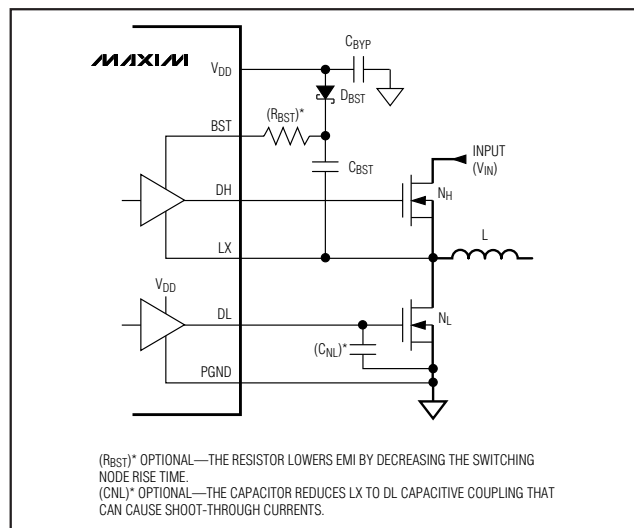 MAXIM
CBYP
VDD
DBST
(RBST)*
BST
INPUT
(VIN)
CBST
DH
NH
L
LX
VDD
DL
NL
(CNL)*
PGND
(RBST)* OPTIONAL—THE RESISTOR LOWERS EMI BY DECREASING THE SWITCHING
NODE RISE TIME.
(CNL)* OPTIONAL—THE CAPACITOR REDUCES LX TO DL CAPACITIVE COUPLING THAT
CAN CAUSE SHOOT-THROUGH CURRENTS.